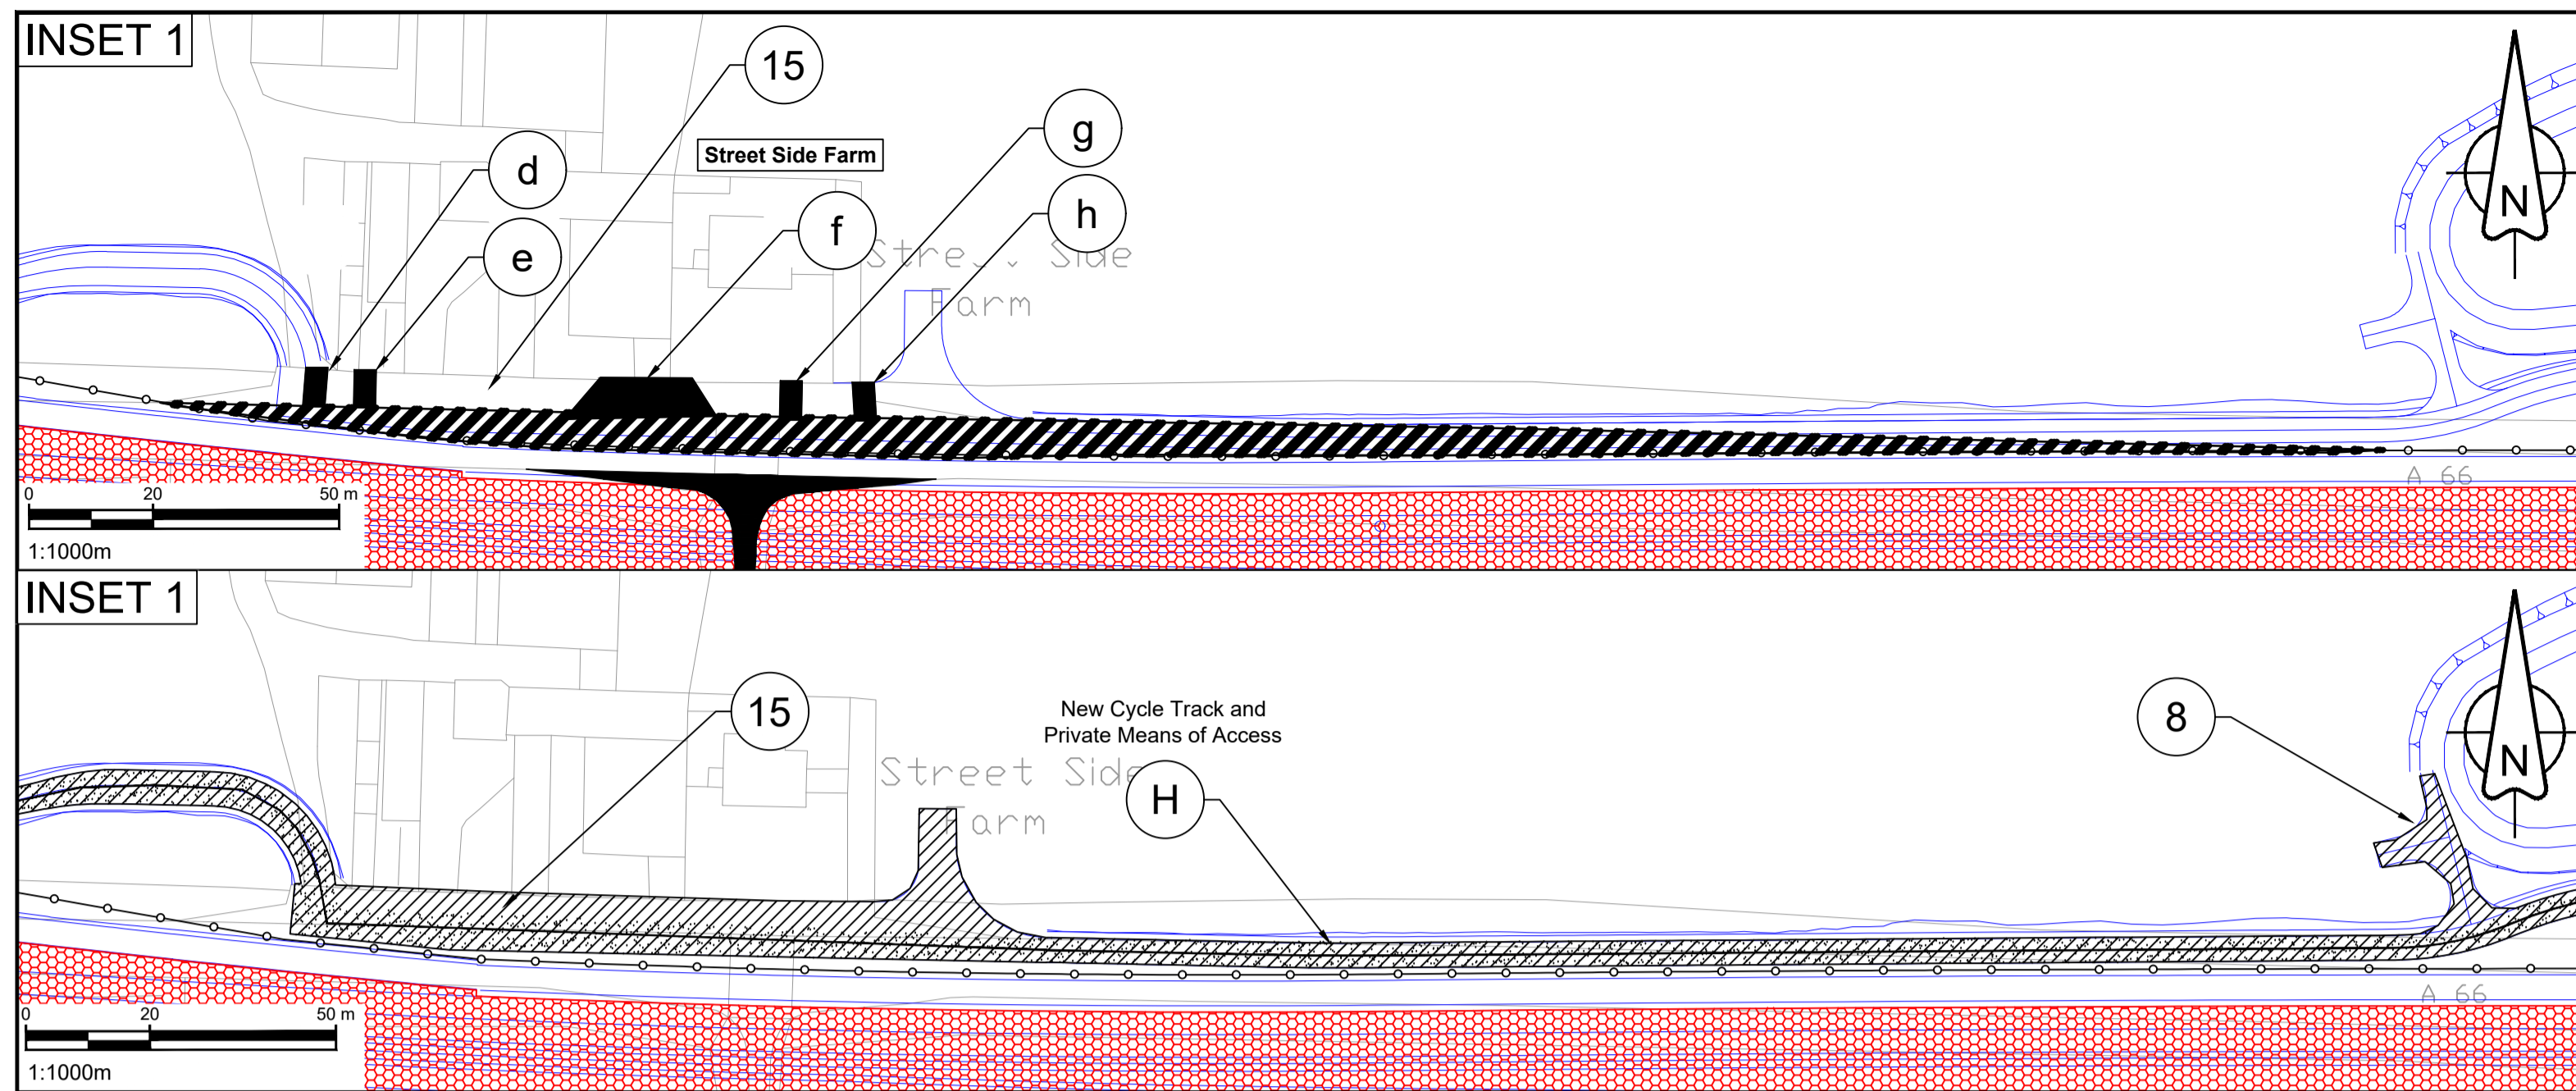 INSET 1
15
g
Street Side Farm
d
h
f
e
Side
Farm
N
A 66
0 20 50 m
1:1000m
INSET 1
15
New Cycle Track and
Private Means of Access
8
Street Side
Farm
H
N
A 66
0 20 50 m
1:1000m